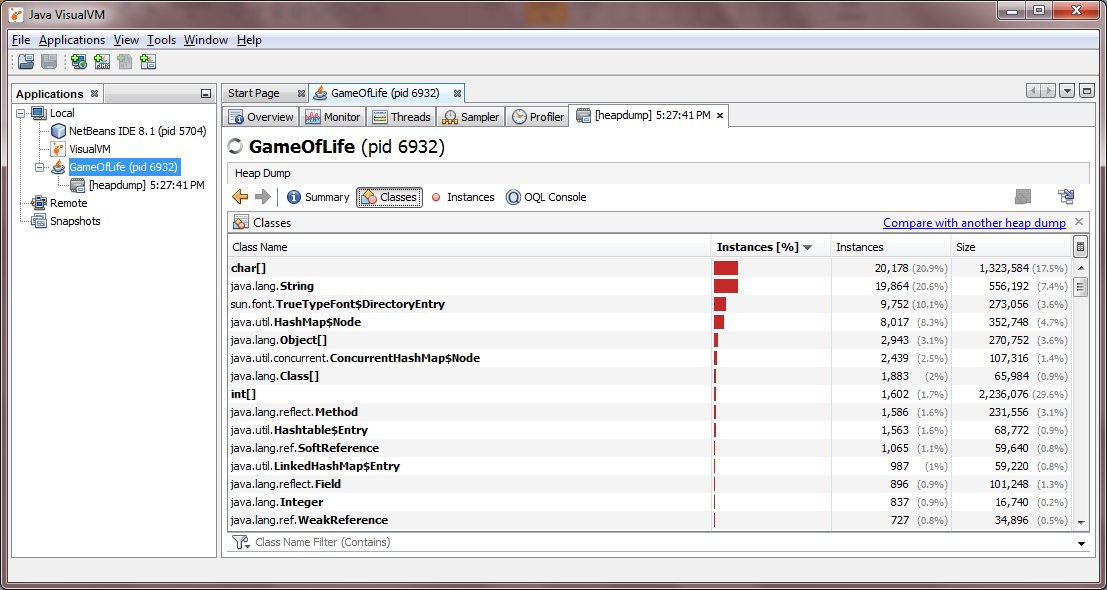 Java VisualVM
File Applications View Tools Window Help
Applications
Local
NetBeans IDE 8.1 (pid 5704)
VisualVM
GameOfLife (pid 6932)
[heapdump] 5:27:41 PM
Remote
Snapshots
Start Page GameOfLife (pid 6932)
Overview Monitor Threads Sampler Profiler [heapdump] 5:27:41 PM
GameOfLife (pid 6932)
Heap Dump
Summary Classes Instances OQL Console
Classes Compare with another heap dump
Class Name Instances [%] Instances Size
char[] 20,178 (20.9%) 1,323,584 (17.5%)
java.lang.String 19,864 (20.6%) 556,192 (7.4%)
sun.font.TrueTypeFont$DirectoryEntry 9,752 (10.1%) 273,056 (3.6%)
java.util.HashMap$Node 8,017 (8.3%) 352,748 (4.7%)
java.lang.Object[] 2,943 (3.1%) 270,752 (3.6%)
java.util.concurrent.ConcurrentHashMap$Node 2,439 (2.5%) 107,316 (1.4%)
java.lang.Class[] 1,883 (2%) 65,984 (0.9%)
int[] 1,602 (1.7%) 2,236,076 (29.6%)
java.lang.reflect.Method 1,586 (1.6%) 231,556 (3.1%)
java.util.Hashtable$Entry 1,563 (1.6%) 68,772 (0.9%)
java.lang.ref.SoftReference 1,065 (1.1%) 59,640 (0.8%)
java.util.LinkedHashMap$Entry 987 (1%) 59,220 (0.8%)
java.lang.reflect.Field 896 (0.9%) 101,248 (1.3%)
java.lang.Integer 837 (0.9%) 16,740 (0.2%)
java.lang.ref.WeakReference 727 (0.8%) 34,896 (0.5%)
Class Name Filter (Contains)